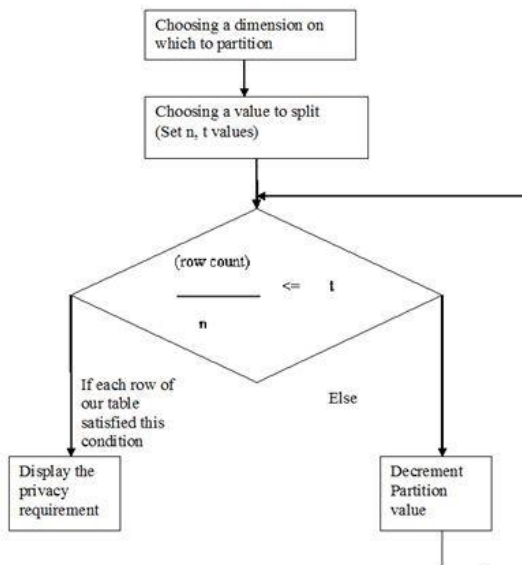 Choosing a dimension on
which to partition
Choosing a value to split
(Set n, t values)
(row count)
<= t
n
If each row of
our table
satisfied this
condition
Else
Display the
privacy
requirement
Decrement
Partition
value